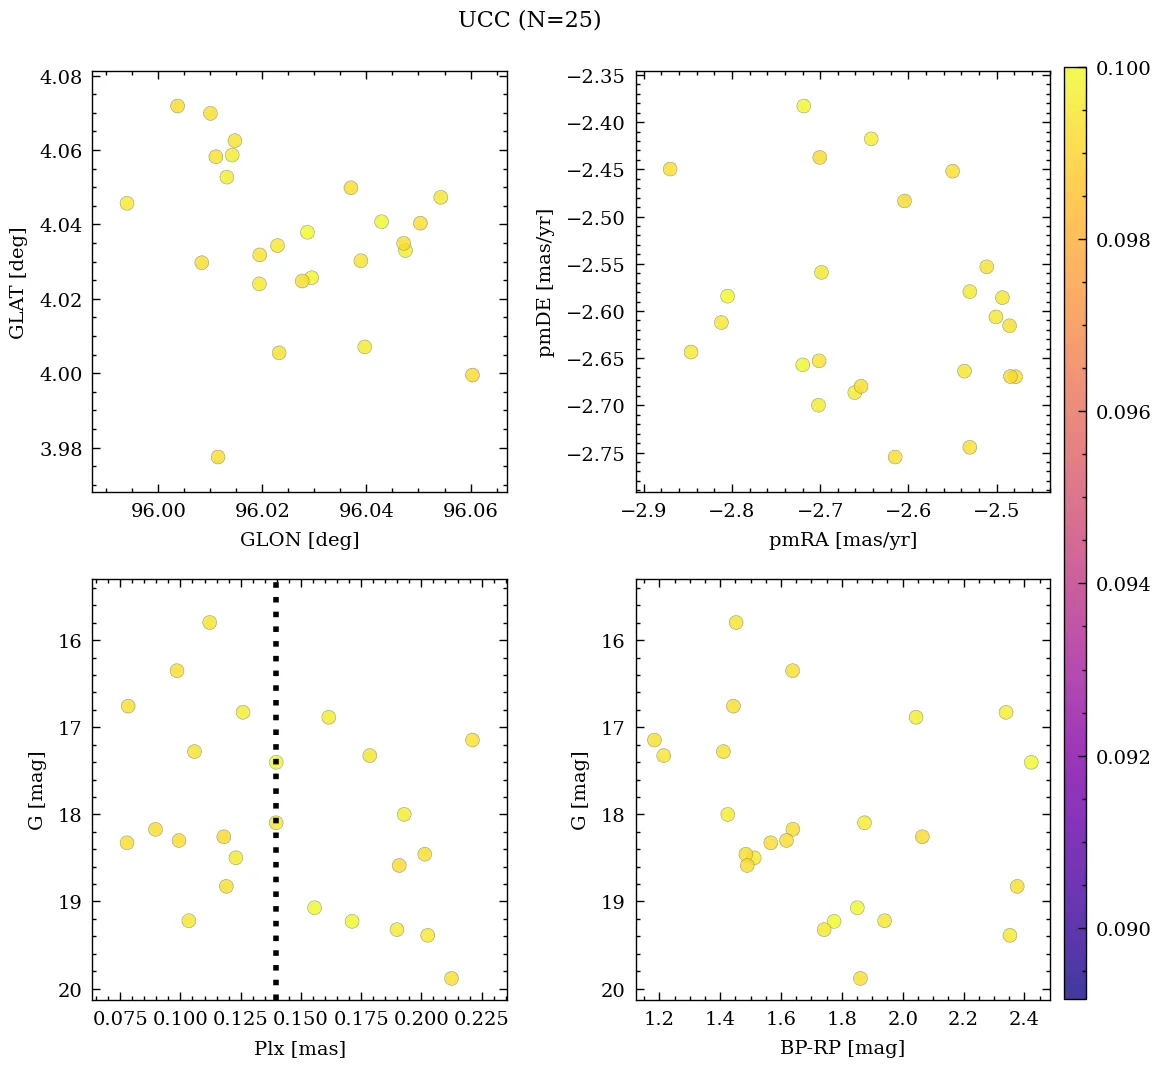 UCC (N=25)
4.08
4.06
4.04
4.02
4.00
3.98
GLAT [deg]
96.00 96.02 96.04 96.06
GLON [deg]
−2.35
−2.40
−2.45
−2.50
−2.55
−2.60
−2.65
−2.70
−2.75
pmDE [mas/yr]
−2.9 −2.8 −2.7 −2.6 −2.5
pmRA [mas/yr]
16
17
18
19
20
G [mag]
0.075 0.100 0.125 0.150 0.175 0.200 0.225
Plx [mas]
16
17
18
19
20
G [mag]
1.2 1.4 1.6 1.8 2.0 2.2 2.4
BP-RP [mag]
0.100
0.098
0.096
0.094
0.092
0.090